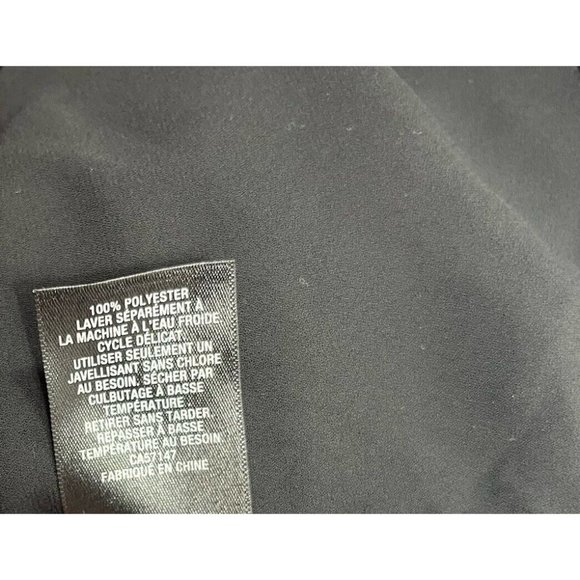 100% POLYESTER
LAVER SÉPARÉMENT À
LA MACHINE À L'EAU FROIDE
CYCLE DÉLICAT.
UTILISER SEULEMENT UN
JAVELLISANT SANS CHLORE
AU BESOIN. SÉCHER PAR
CULBUTAGE À BASSE
TEMPÉRATURE
RETIRER SANS TARDER.
REPASSER À BASSE
TEMPÉRATURE AU BESOIN.
CA57147
FABRIQUÉ EN CHINE